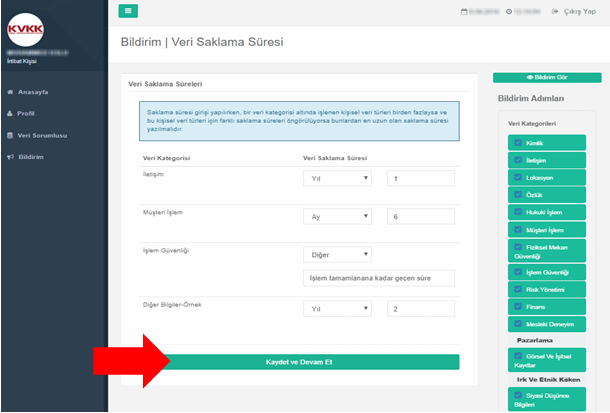 KVKK
İrtibat Kişisi
Anasayfa
Profil
Veri Sorumlusu
Bildirim
Çıkış Yap
Bildirim | Veri Saklama Süresi
Veri Saklama Süreleri
Saklama süresi girişi yapılırken, bir veri kategorisi altında işlenen kişisel veri türleri birden fazlaysa ve
bu kişisel veri türleri için farklı saklama süreleri öngörülüyorsa bunlardan en uzun olan saklama süresi
yazılmalıdır.
Veri Kategorisi Veri Saklama Süresi
İletişim Yıl 1
Müşteri İşlem Ay 6
İşlem Güvenliği Diğer
İşlem tamamlanana kadar geçen süre
Diğer Bilgiler-Örnek Yıl 2
Kaydet ve Devam Et
Bildirim Gör
Bildirim Adımları
Veri Kategorileri
Kimlik
İletişim
Lokasyon
Özlük
Hukuki İşlem
Müşteri İşlem
Fiziksel Mekan
Güvenliği
İşlem Güvenliği
Risk Yönetimi
Finans
Mesleki Deneyim
Pazarlama
Görsel Ve İşitsel
Kayıtlar
Irk Ve Etnik Köken
Siyasi Düşünce
Bilgileri